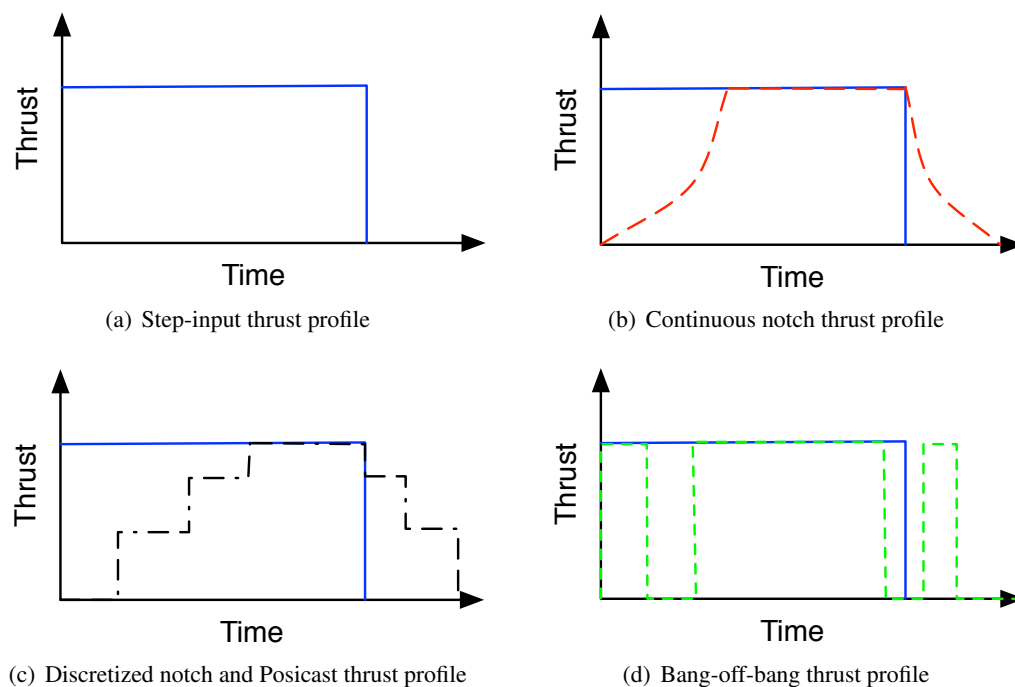 Thrust
Time
(a) Step-input thrust profile
Thrust
Time
(b) Continuous notch thrust profile
Thrust
Time
(c) Discretized notch and Posicast thrust profile
Thrust
Time
(d) Bang-off-bang thrust profile